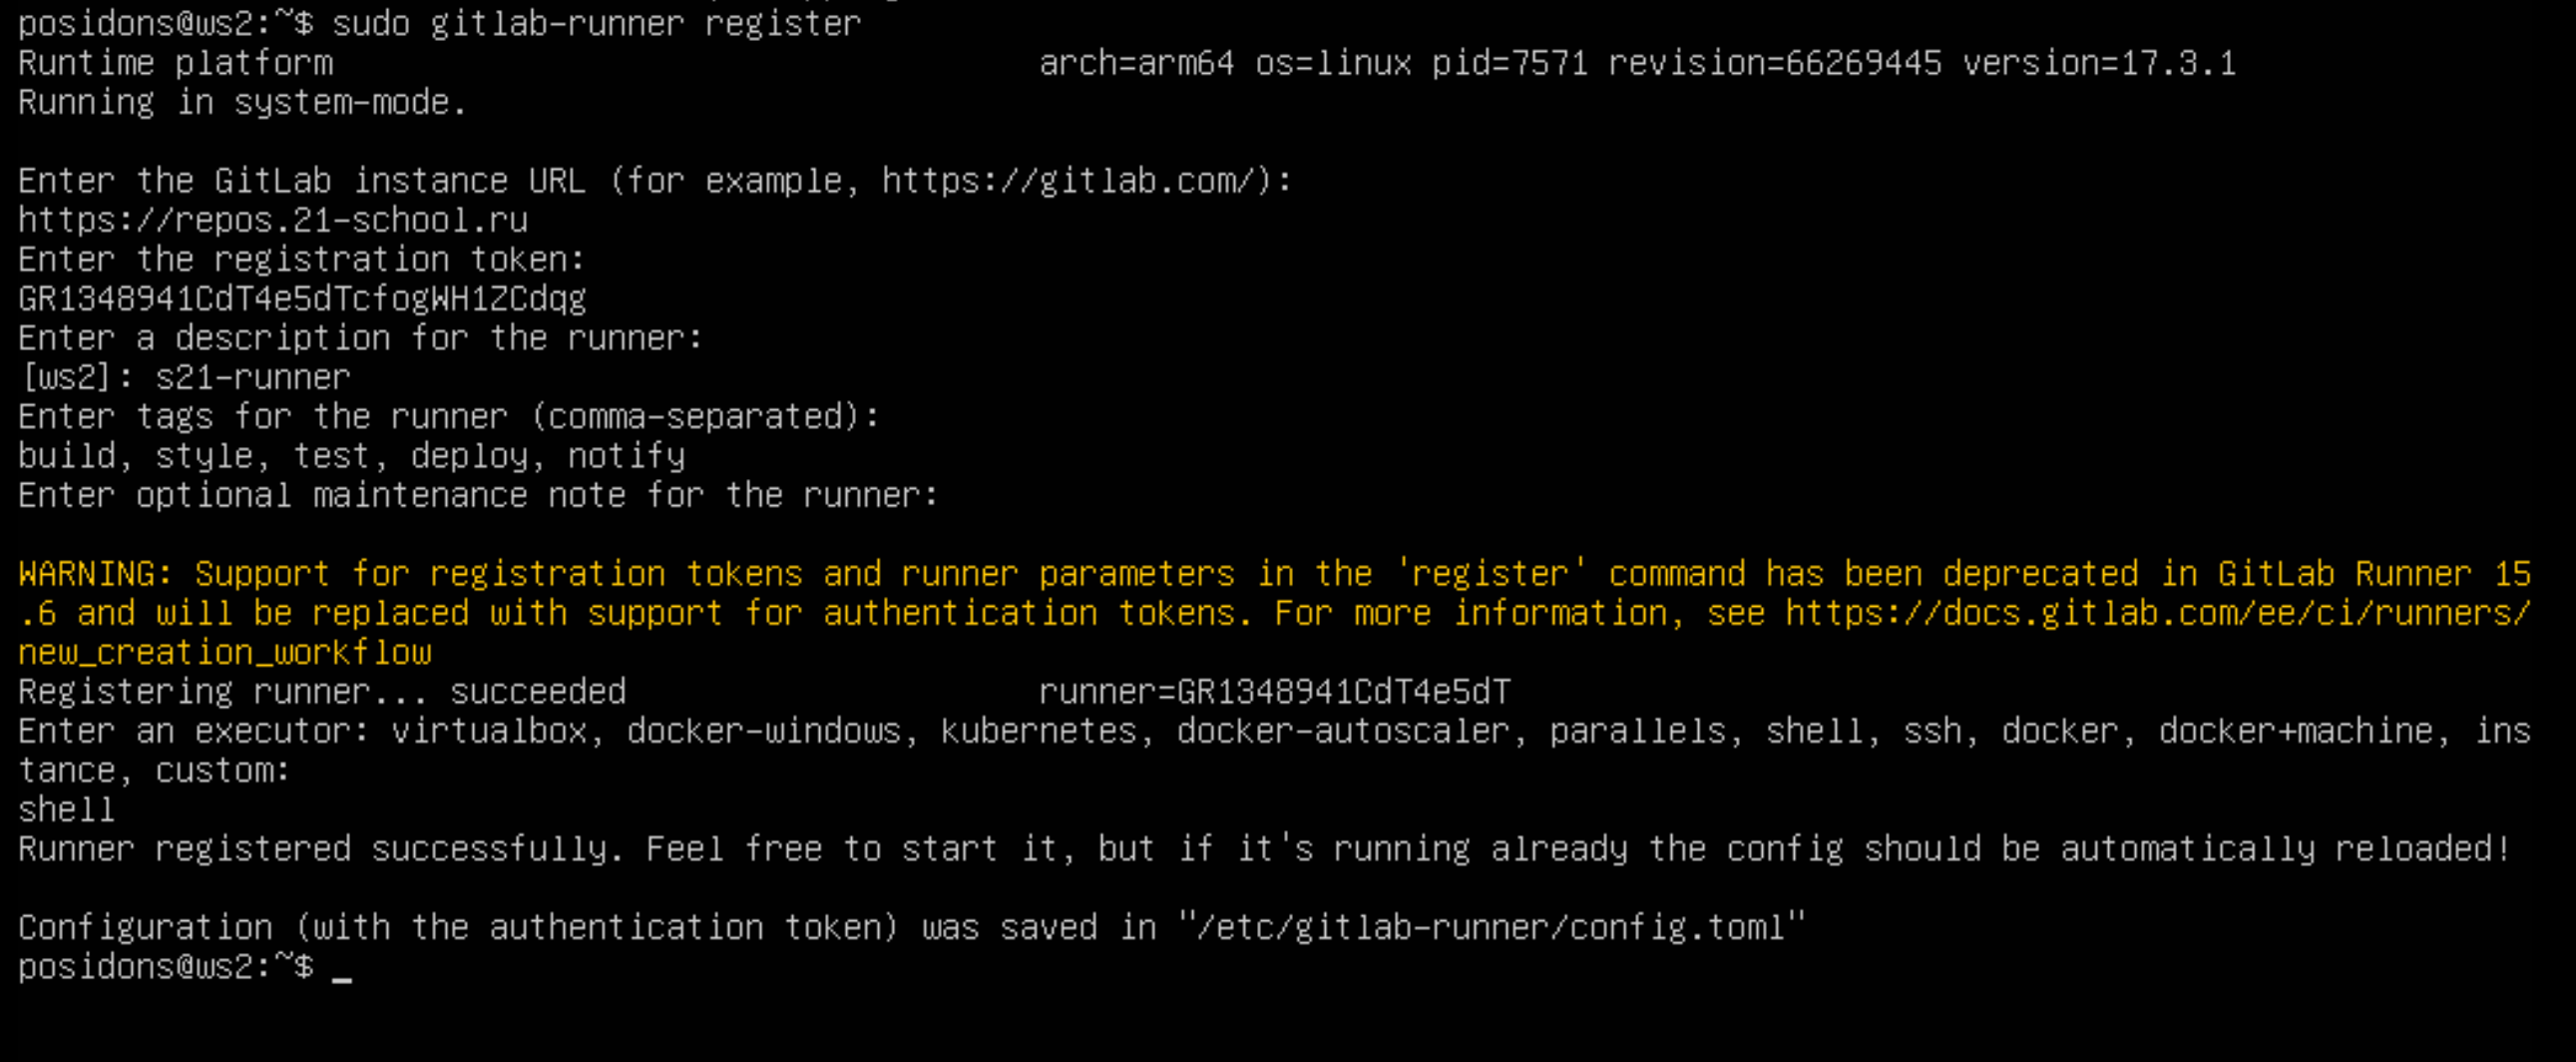 posidons@ws2:~$ sudo gitlab-runner register
Runtime platform                                    arch=arm64 os=linux pid=7571 revision=66269445 version=17.3.1
Running in system-mode.

Enter the GitLab instance URL (for example, https://gitlab.com/):
https://repos.21-school.ru
Enter the registration token:
GR1348941CdT4e5dTcfogWH1ZCdqg
Enter a description for the runner:
[ws2]: s21-runner
Enter tags for the runner (comma-separated):
build, style, test, deploy, notify
Enter optional maintenance note for the runner:

WARNING: Support for registration tokens and runner parameters in the 'register' command has been deprecated in GitLab Runner 15
.6 and will be replaced with support for authentication tokens. For more information, see https://docs.gitlab.com/ee/ci/runners/
new_creation_workflow
Registering runner... succeeded                     runner=GR1348941CdT4e5dT
Enter an executor: virtualbox, docker-windows, kubernetes, docker-autoscaler, parallels, shell, ssh, docker, docker+machine, ins
tance, custom:
shell
Runner registered successfully. Feel free to start it, but if it's running already the config should be automatically reloaded!

Configuration (with the authentication token) was saved in "/etc/gitlab-runner/config.toml"
posidons@ws2:~$ _